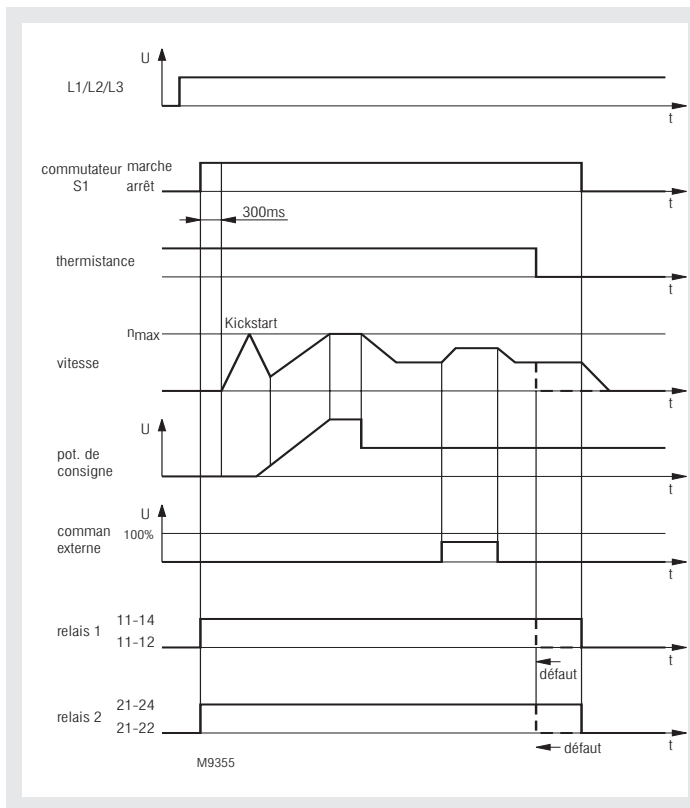 U
L1/L2/L3
t
commutateur marche
S1 arrêt
t
300ms
thermistance
t
Kickstart
nmax
vitesse
t
U
pot. de
consigne
t
U
comman 100%
externe
t
11-14
relais 1
11-12
t
défaut
21-24
relais 2
21-22
t
défaut
M9355